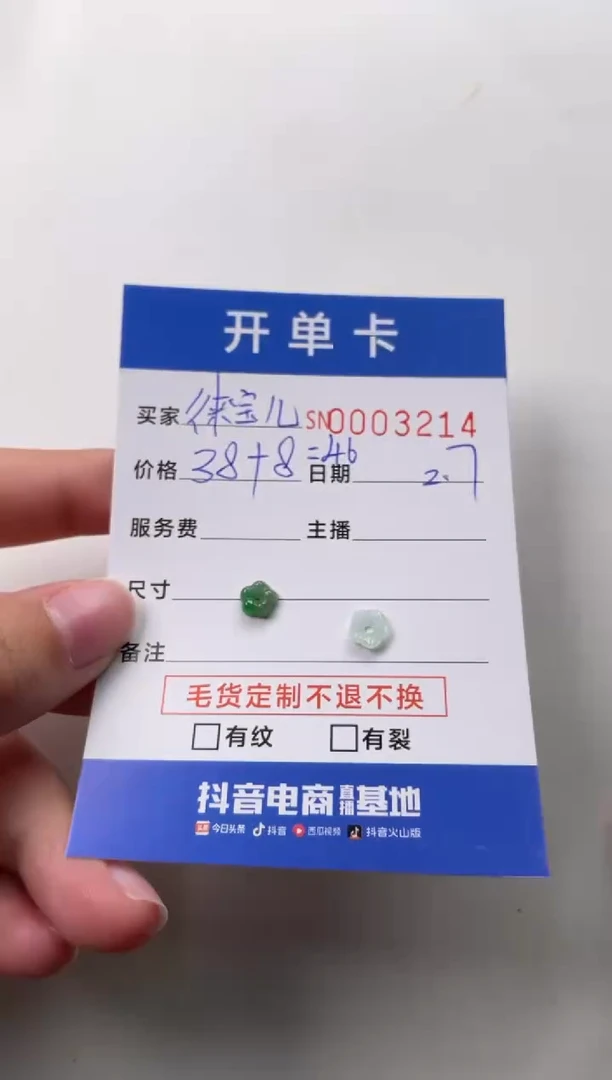 开单卡
买家 徕宝儿 SN0003214
价格 38+8=46 日期 2.7
服务费 主播
尺寸
备注
毛货定制不退不换
有纹 有裂
抖音电商直播基地
头条 今日头条 抖音 西瓜视频 抖音火山版